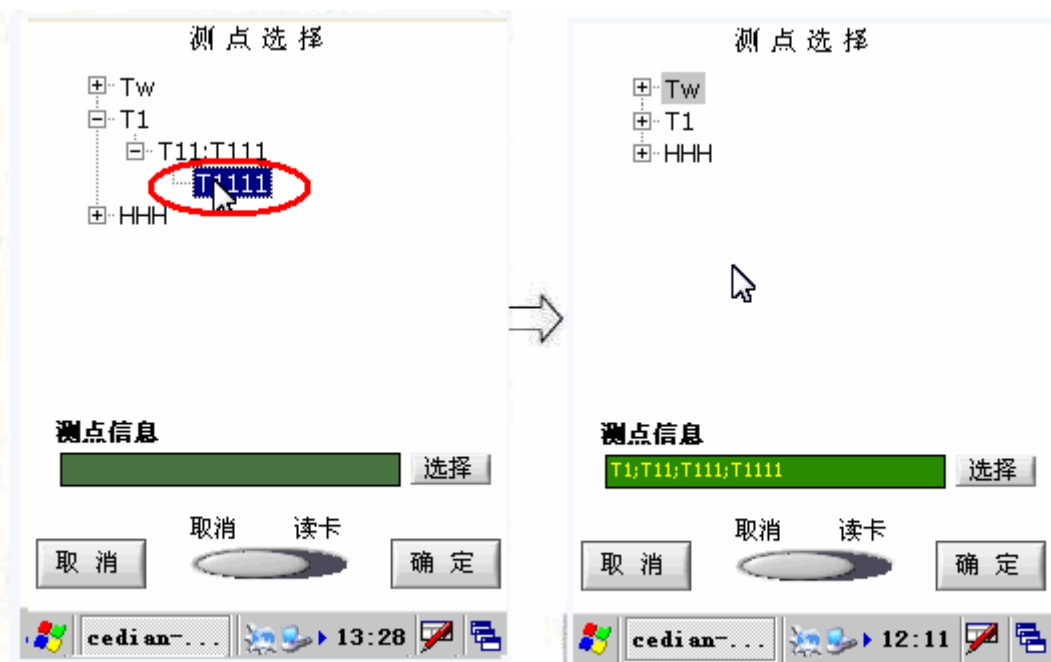 测点选择
Tw
T1
T11;T111
T1111
HHH
测点信息
选择
取消 读卡
取 消
确 定
cedian-...
13:28
测点选择
Tw
T1
HHH
测点信息
T1;T11;T111;T1111
选择
取消 读卡
取 消
确 定
cedian-...
12:11